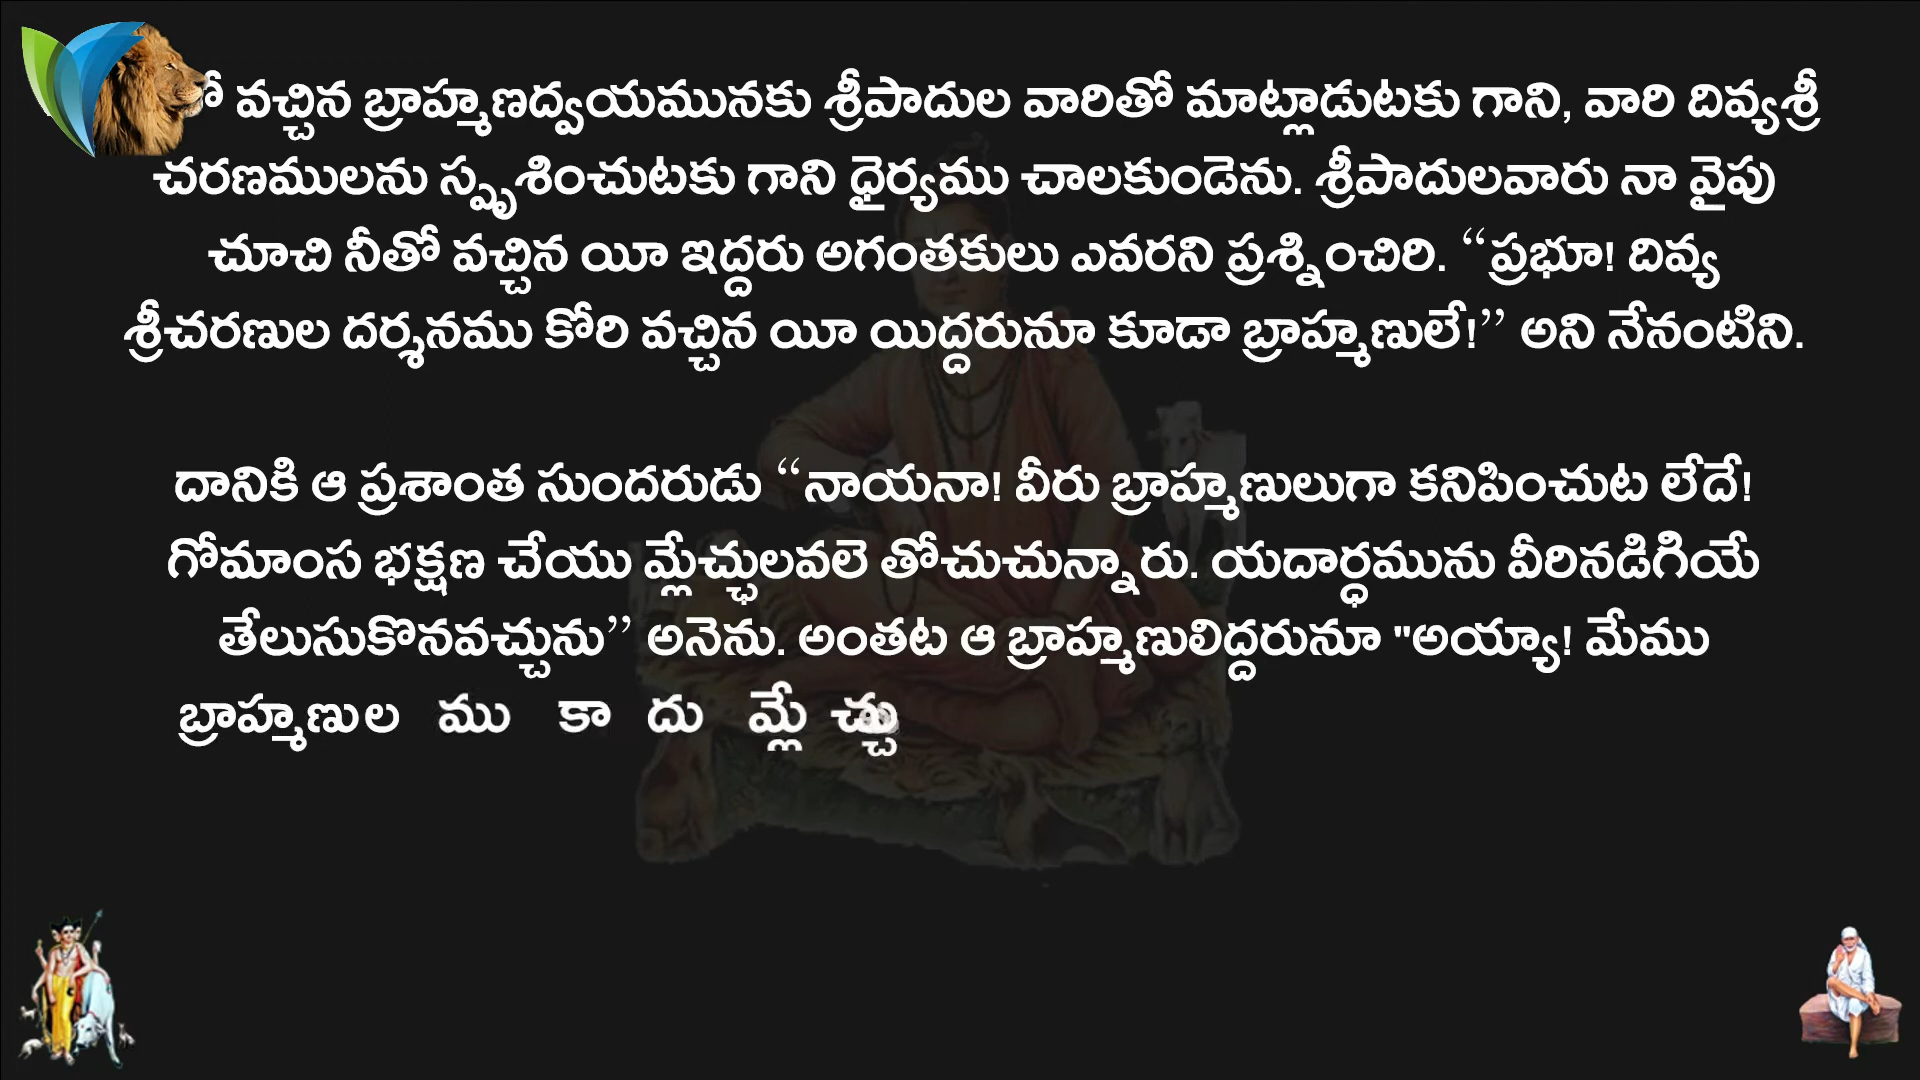 వచ్చిన బ్రాహ్మణద్వయమునకు శ్రీపాదుల వారితో మాట్లాడుటకు గాని, వారి దివ్యశ్రీ
చరణములను స్పృశించుటకు గాని ధైర్యము చాలకుండెను. శ్రీపాదులవారు నా వైపు
చూచి నీతో వచ్చిన యీ ఇద్దరు అగంతకులు ఎవరని ప్రశ్నించిరి. “ప్రభూ! దివ్య
శ్రీచరణుల దర్శనము కోరి వచ్చిన యీ యిద్దరునూ కూడా బ్రాహ్మణులే!” అని నేనంటిని.
దానికి ఆ ప్రశాంత సుందరుడు “నాయనా! వీరు బ్రాహ్మణులుగా కనిపించుట లేదే!
గోమాంస భక్షణ చేయు మ్లేచ్ఛులవలె తోచుచున్నారు. యదార్ధమును వీరినడిగియే
తేలుసుకొనవచ్చును” అనెను. అంతట ఆ బ్రాహ్మణులిద్దరునూ "అయ్యా! మేము
బ్రాహ్మణుల ము కా దు